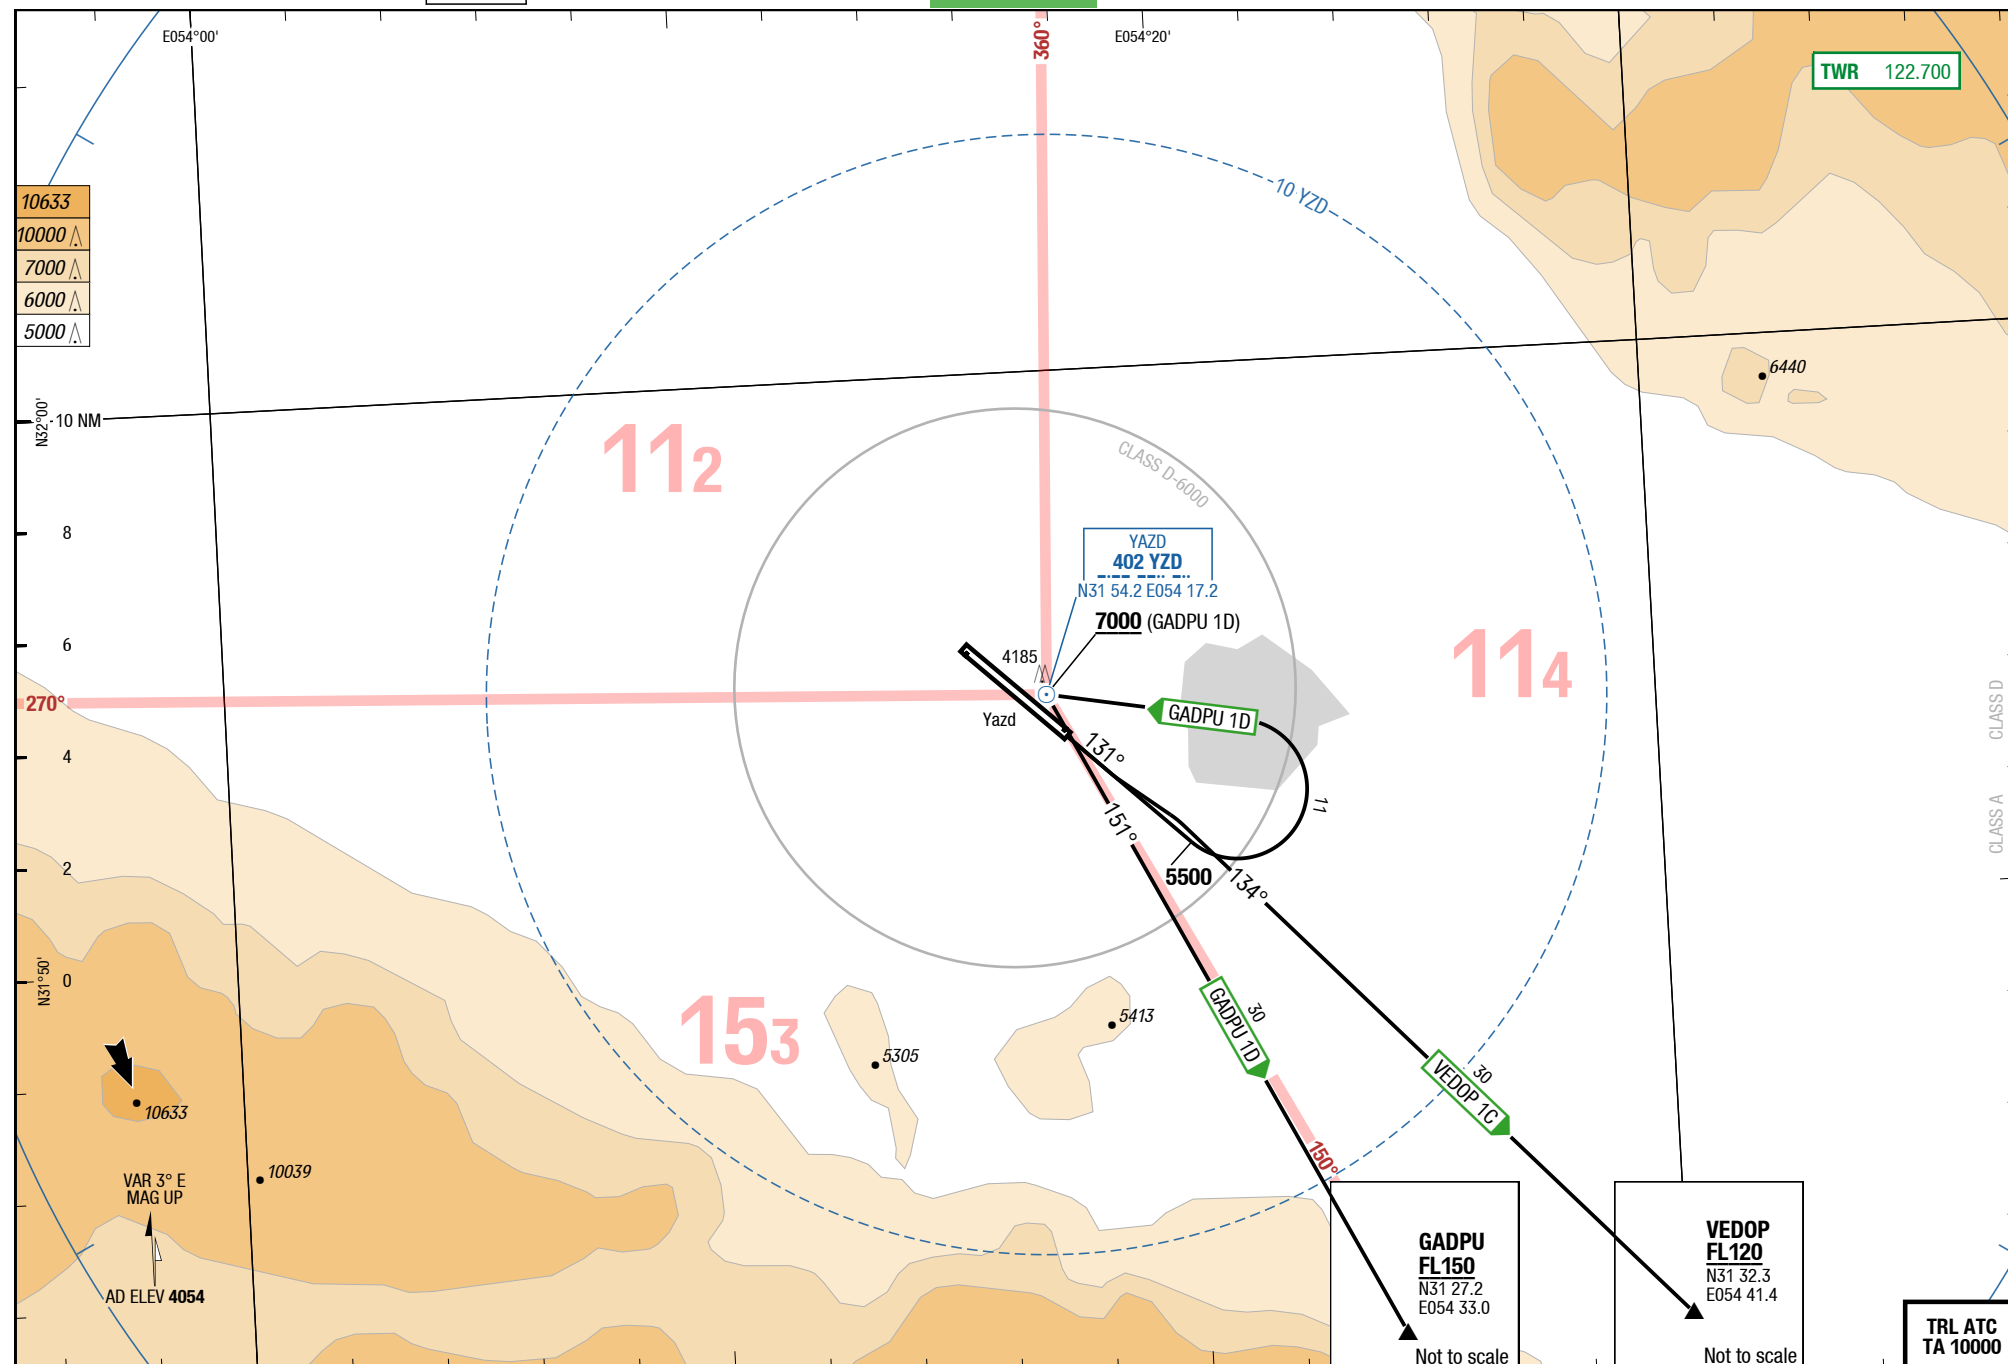 E054°00'
360°
E054°20'
TWR 122.700
10 YZD
10633
10000
7000
6000
5000
6440
N32°00'
10 NM
112
CLASS D-6000
8
YAZD
402 YZD
N31 54.2 E054 17.2
7000 (GADPU 1D)
6
4185
114
270°
Yazd
GADPU 1D
CLASS D
4
131°
11
151°
CLASS A
2
5500
134°
N31°50'
0
GADPU 1D
30
153
5413
5305
30
VEDOP 1C
10633
10039
150°
VAR 3° E
MAG UP
AD ELEV 4054
GADPU
FL150
N31 27.2
E054 33.0
Not to scale
VEDOP
FL120
N31 32.3
E054 41.4
Not to scale
TRL ATC
TA 10000